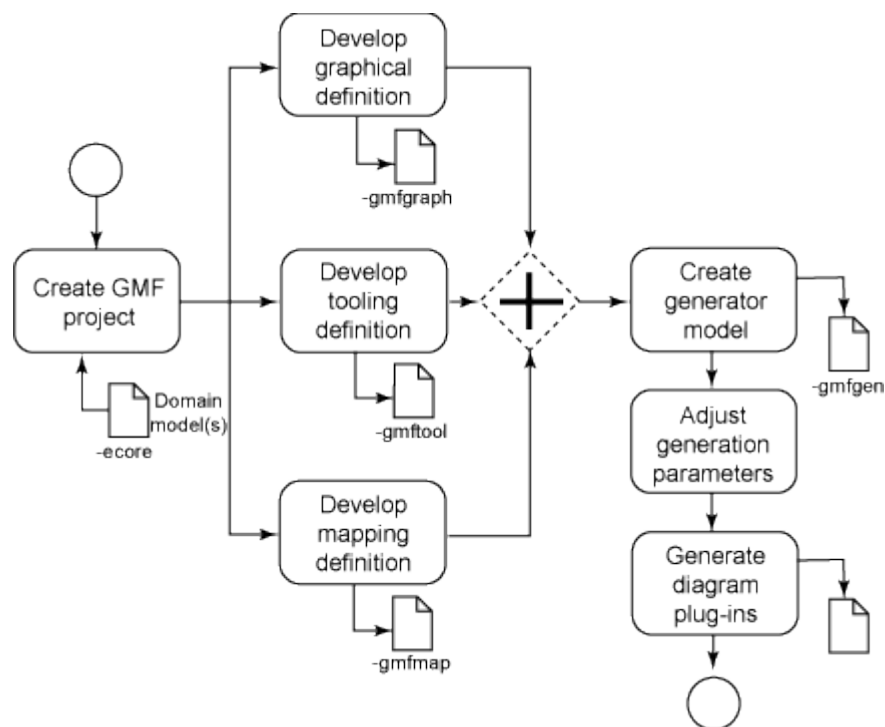 Develop
graphical
definition
-gmfgraph
Create GMF
project
Domain
model(s)
-ecore
Develop
tooling
definition
-gmftool
Develop
mapping
definition
-gmfmap
Create
generator
model
-gmfgen
Adjust
generation
parameters
Generate
diagram
plug-ins